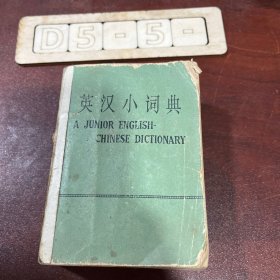 D5-5-
英汉小词典
A JUNIOR ENGLISH-
CHINESE DICTIONARY